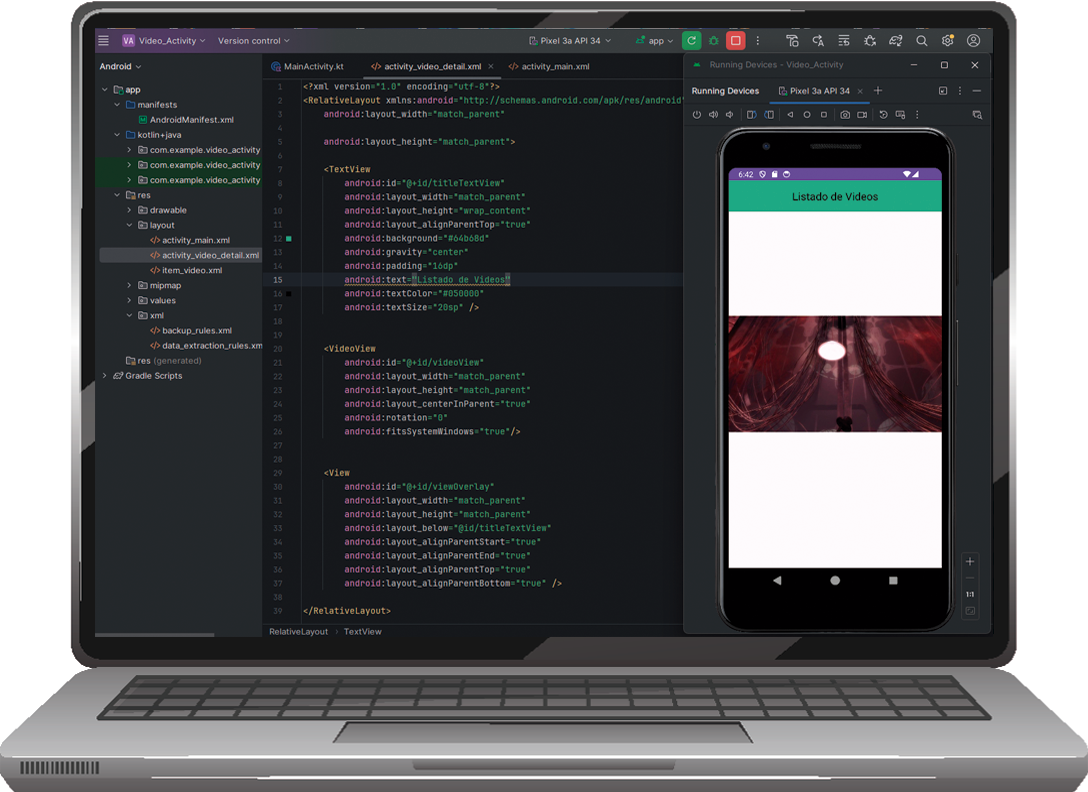 VA Video_Activity Version control Pixel 3a API 34 app
Android
app
manifests
AndroidManifest.xml
kotlin+java
com.example.video_activity
com.example.video_activity
com.example.video_activity
res
drawable
layout
activity_main.xml
activity_video_detail.xml
item_video.xml
mipmap
values
xml
backup_rules.xml
data_extraction_rules.xm
res (generated)
Gradle Scripts
MainActivity.kt activity_video_detail.xml activity_main.xml
1 <?xml version="1.0" encoding="utf-8"?>
2 <RelativeLayout xmlns:android="http://schemas.android.com/apk/res/android"
3 android:layout_width="match_parent"
4
5 android:layout_height="match_parent">
6
7 <TextView
8 android:id="@+id/titleTextView"
9 android:layout_width="match_parent"
10 android:layout_height="wrap_content"
11 android:layout_alignParentTop="true"
12 android:background="#64b68d"
13 android:gravity="center"
14 android:padding="16dp"
15 android:text="Listado de Videos"
16 android:textColor="#050000"
17 android:textSize="20sp" />
18
19
20 <VideoView
21 android:id="@+id/videoView"
22 android:layout_width="match_parent"
23 android:layout_height="match_parent"
24 android:layout_centerInParent="true"
25 android:rotation="0"
26 android:fitsSystemWindows="true"/>
27
28
29 <View
30 android:id="@+id/viewOverlay"
31 android:layout_width="match_parent"
32 android:layout_height="match_parent"
33 android:layout_below="@id/titleTextView"
34 android:layout_alignParentStart="true"
35 android:layout_alignParentEnd="true"
36 android:layout_alignParentTop="true"
37 android:layout_alignParentBottom="true" />
38
39 </RelativeLayout>
RelativeLayout › TextView
Running Devices - Video_Activity
Running Devices Pixel 3a API 34
6:42
Listado de Videos
1:1